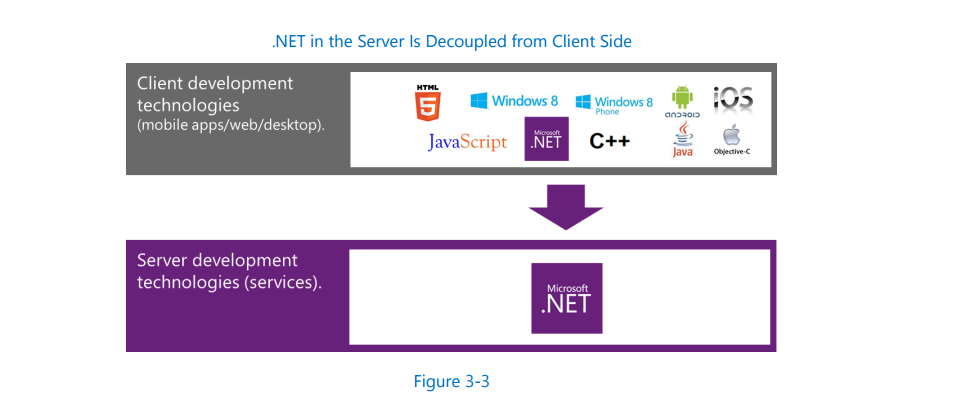 .NET in the Server Is Decoupled from Client Side
Client development
technologies
(mobile apps/web/desktop).
HTML
5
Windows 8
Windows 8
Phone
ANDROID
iOS
JavaScript
Microsoft
.NET
C++
Java
Objective-C
Server development
technologies (services).
Microsoft
.NET
Figure 3-3